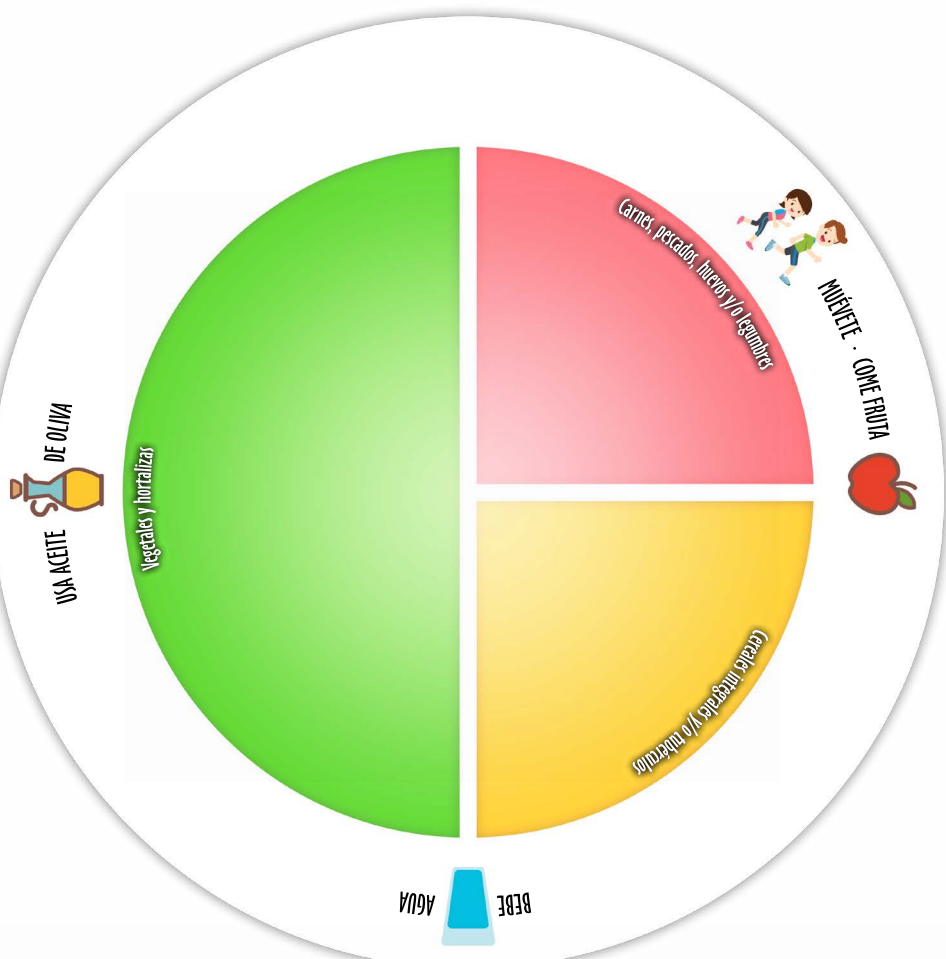 Carnes, pescados, huevos y/o legumbres
MUÉVETE · COME FRUTA
Vegetales y hortalizas
USA ACEITE DE OLIVA
Cereales integrales y/o tubérculos
BEBE AGUA